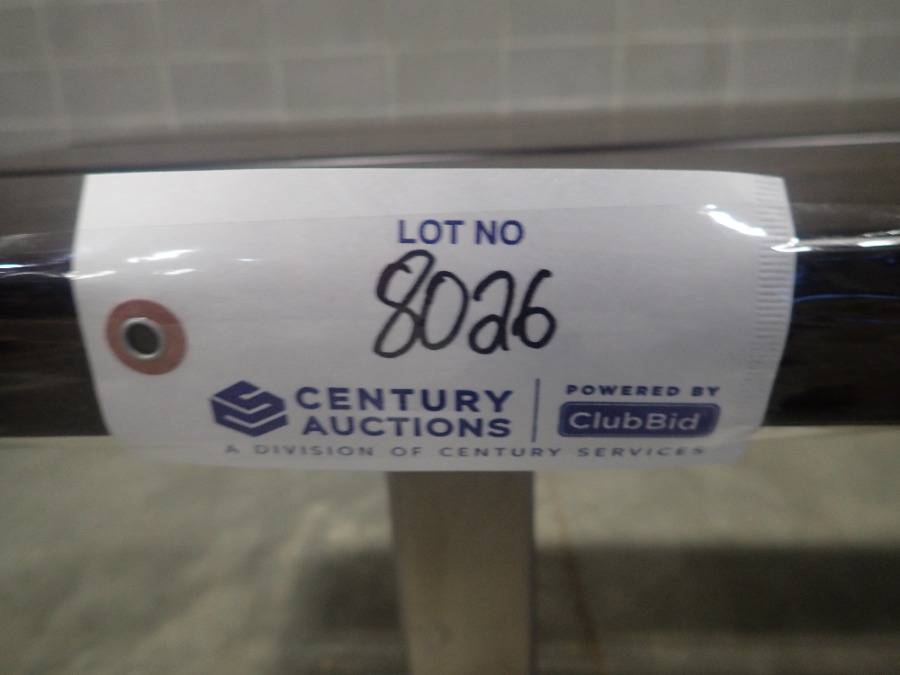 LOT NO
8026
CENTURY AUCTIONS
POWERED BY
ClubBid
A DIVISION OF CENTURY SERVICES